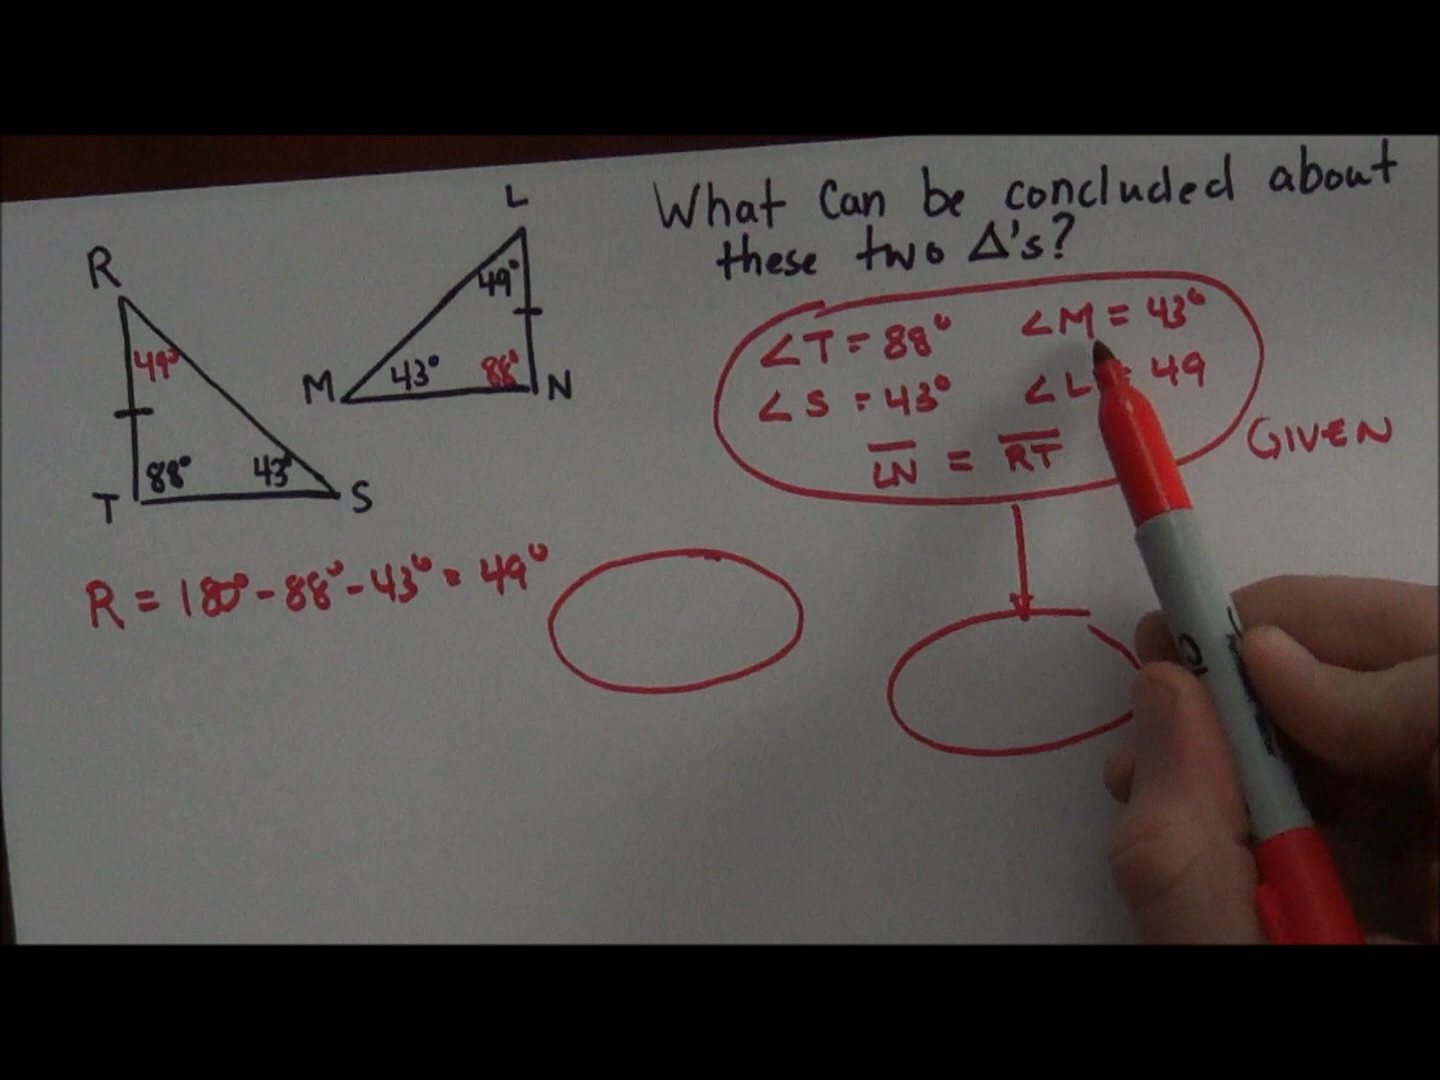 What can be concluded about
these two Δ's?
R
49°
88°
43°
T
S
L
49°
43°
88°
M
N
∠T = 88° ∠M = 43°
∠S = 43° ∠L = 49
LN = RT
GIVEN
R = 180° - 88° - 43° = 49°